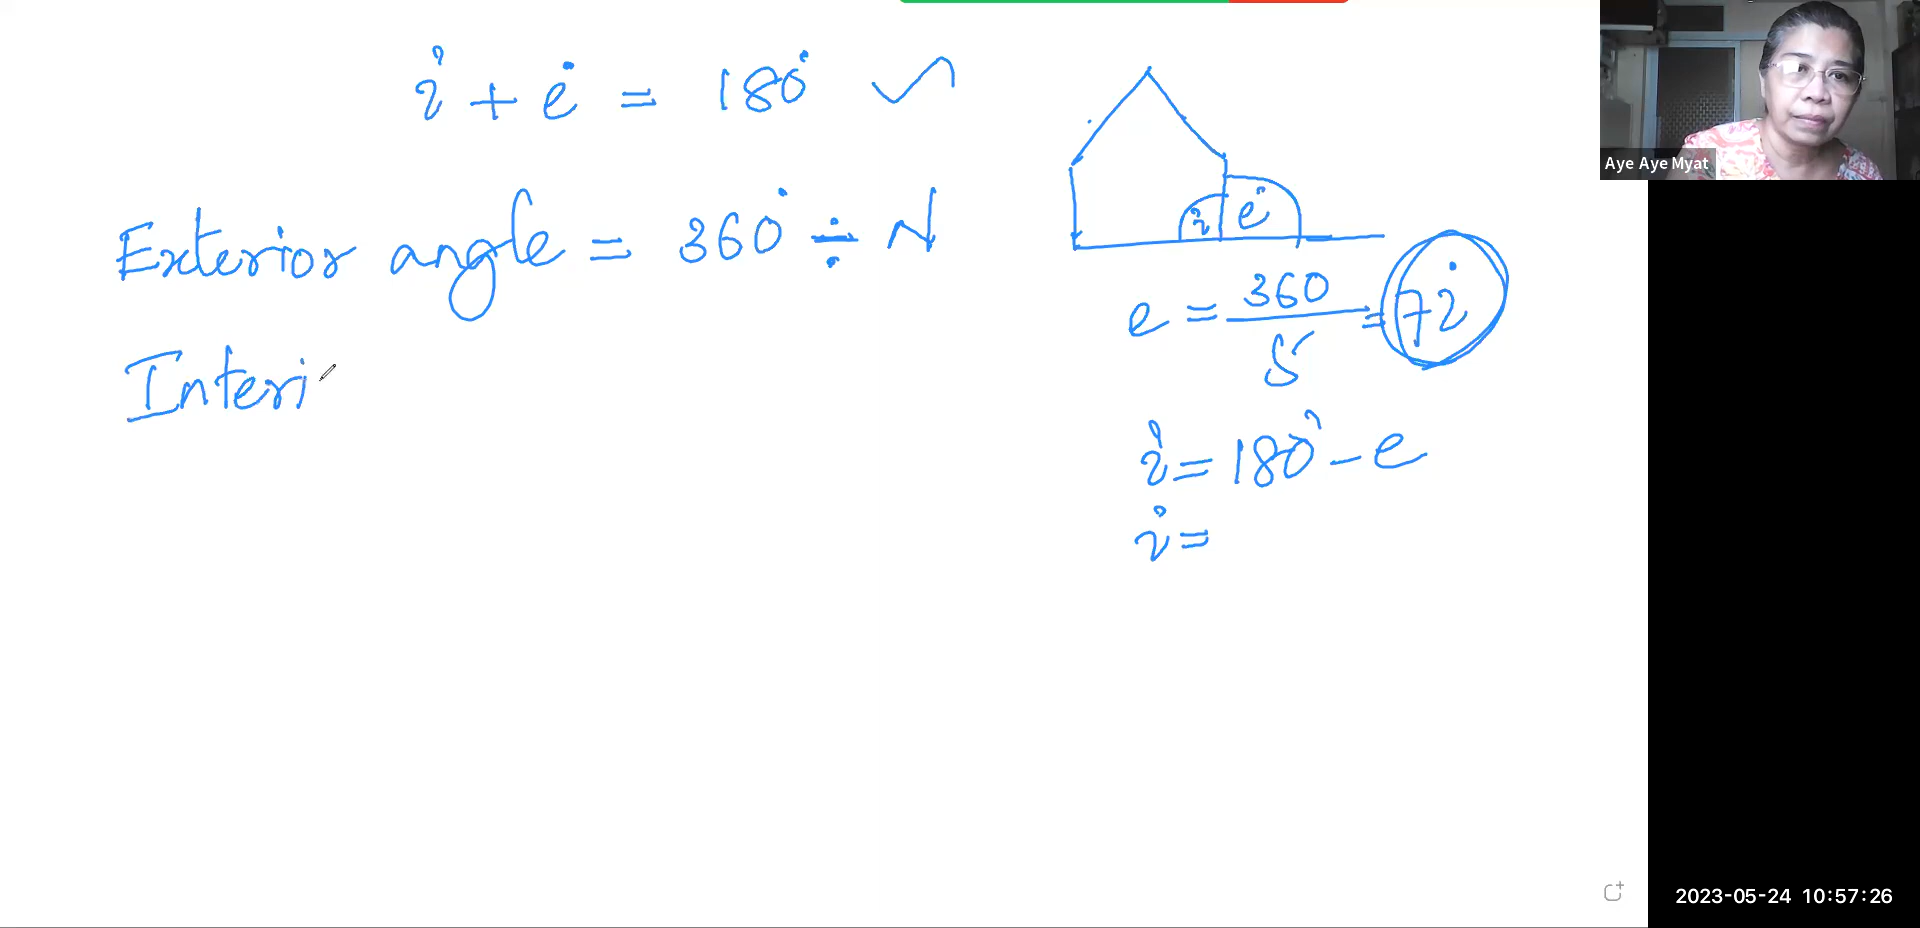 i + e° = 180°
Exterior angle = 360° ÷ N
Interi
i e°
e = 360/5 = 72°
i = 180° - e
i =
Aye Aye Myat
2023-05-24 10:57:26